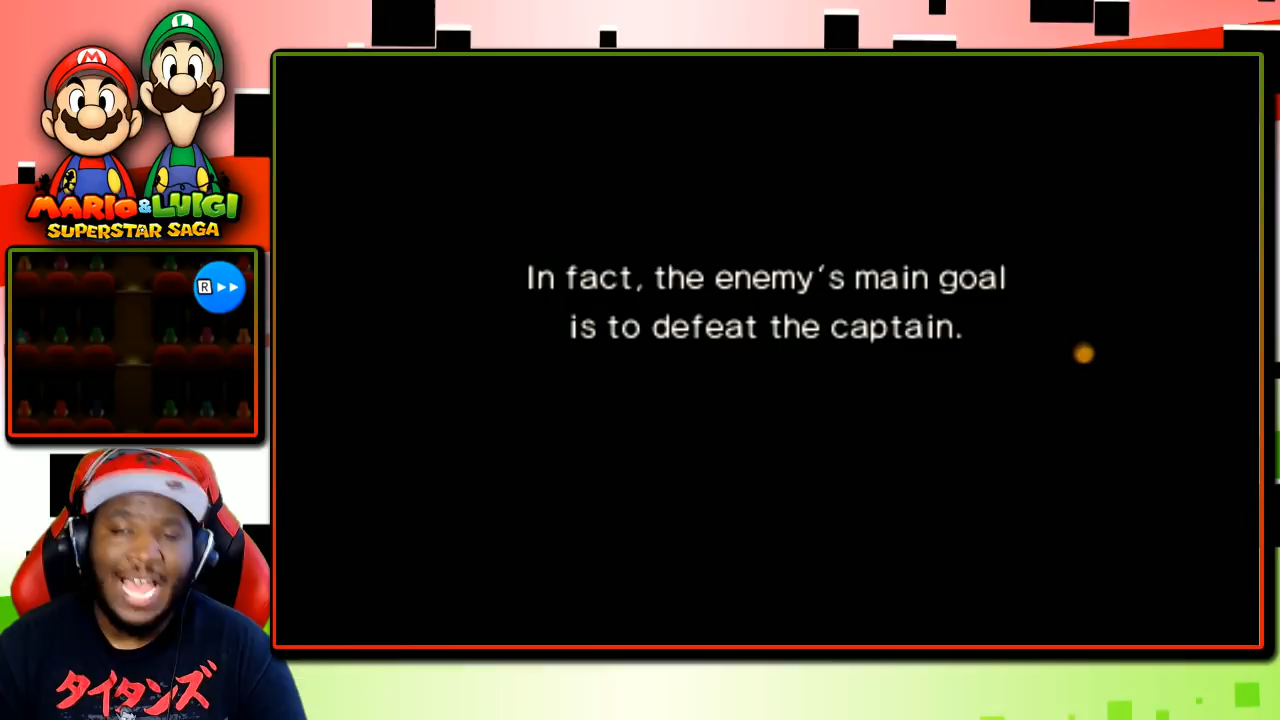 L
M
MARIO & LUIGI
SUPERSTAR SAGA
R
In fact, the enemy's main goal
is to defeat the captain.
タイタンズ